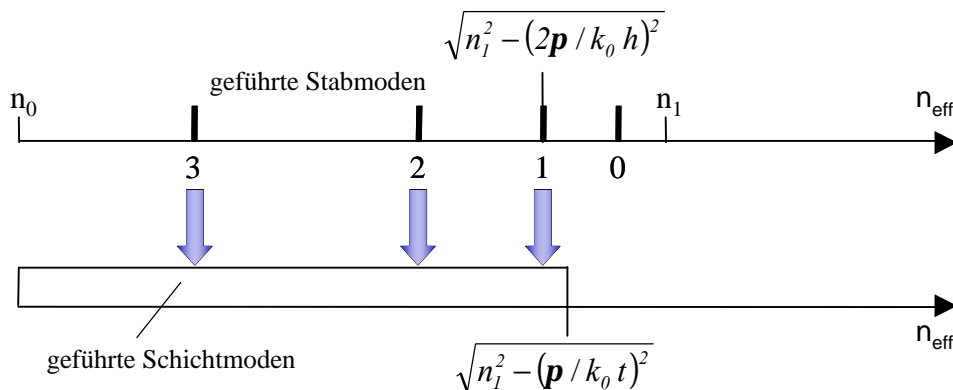 √(n₁² − (2p / k₀ h)²)
geführte Stabmoden
n₀ n₁ n_eff
3 2 1 0
n_eff
geführte Schichtmoden
√(n₁² − (p / k₀ t)²)